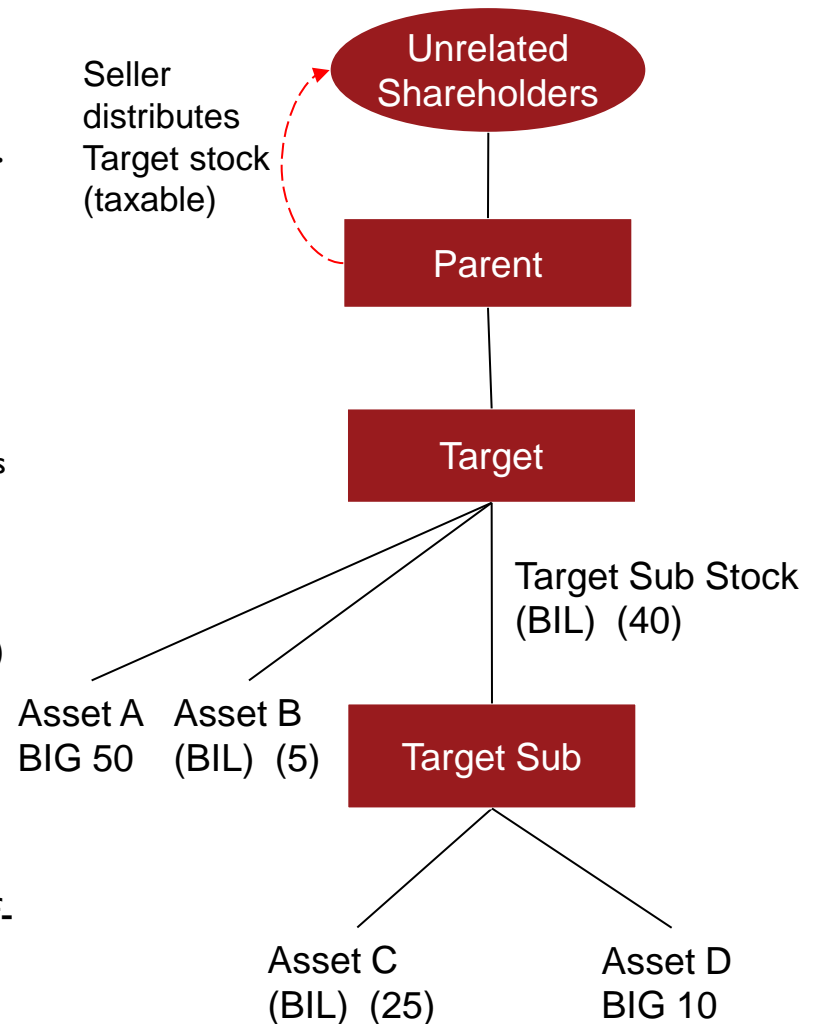 Unrelated
Shareholders
Seller
distributes
Target stock
(taxable)
Parent
Target
s
Target Sub Stock
(BIL) (40)
)
Asset A
BIG 50
Asset B
(BIL) (5)
Target Sub
-
Asset C
(BIL) (25)
Asset D
BIG 10